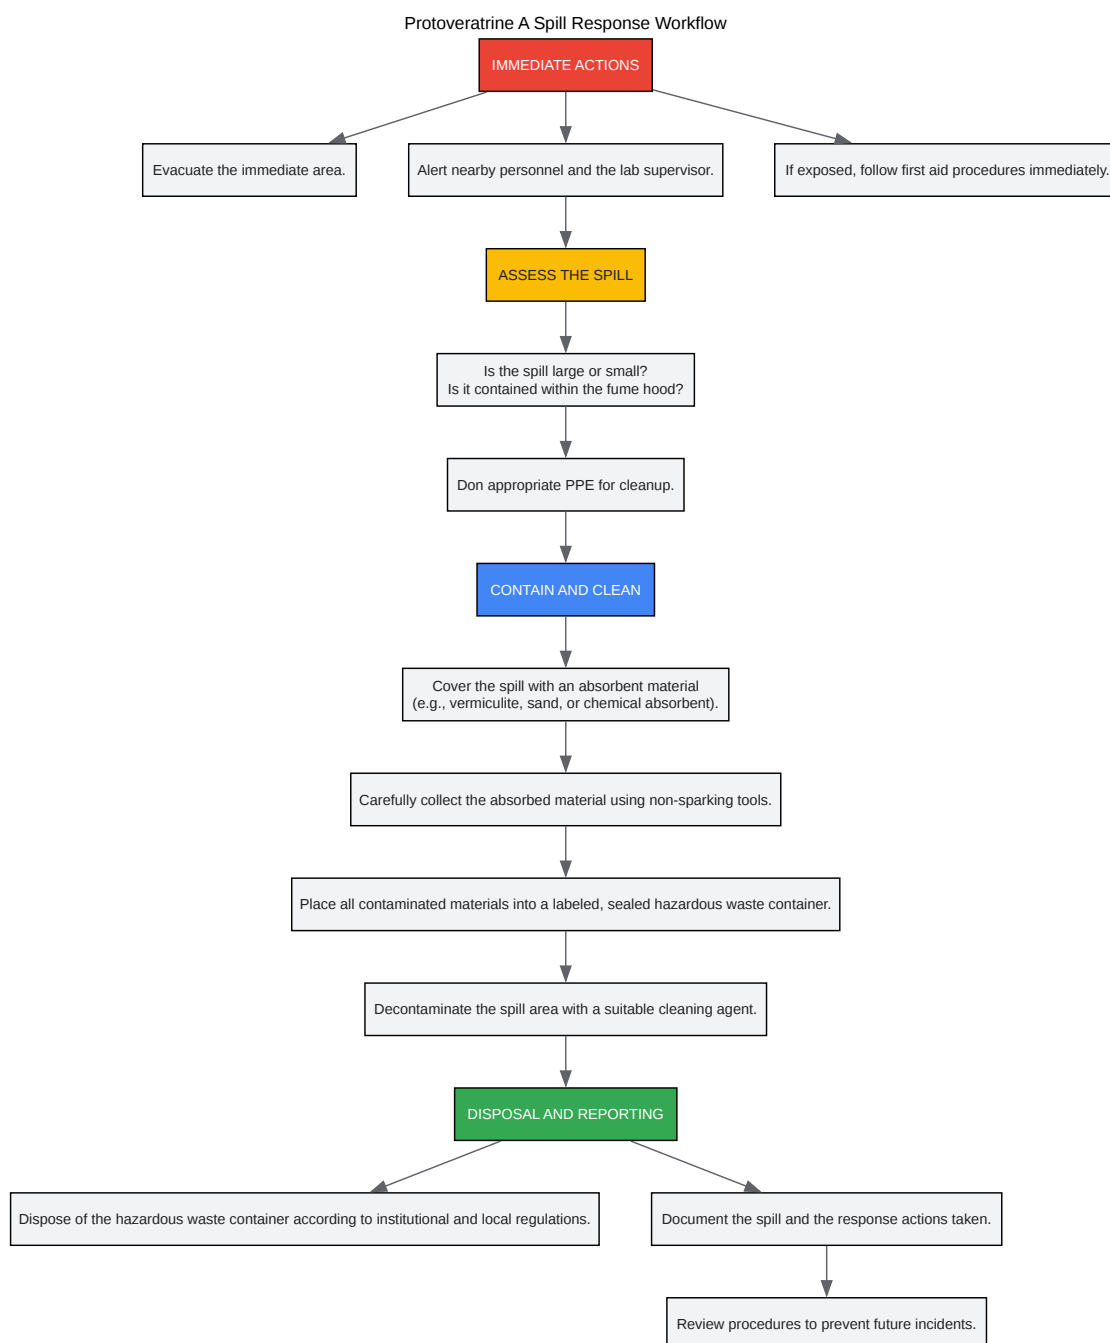 Protoveratrine A Spill Response Workflow
IMMEDIATE ACTIONS
Evacuate the immediate area.
Alert nearby personnel and the lab supervisor.
If exposed, follow first aid procedures immediately.
ASSESS THE SPILL
Is the spill large or small?
Is it contained within the fume hood?
Don appropriate PPE for cleanup.
CONTAIN AND CLEAN
Cover the spill with an absorbent material
(e.g., vermiculite, sand, or chemical absorbent).
Carefully collect the absorbed material using non-sparking tools.
Place all contaminated materials into a labeled, sealed hazardous waste container.
Decontaminate the spill area with a suitable cleaning agent.
DISPOSAL AND REPORTING
Dispose of the hazardous waste container according to institutional and local regulations.
Document the spill and the response actions taken.
Review procedures to prevent future incidents.